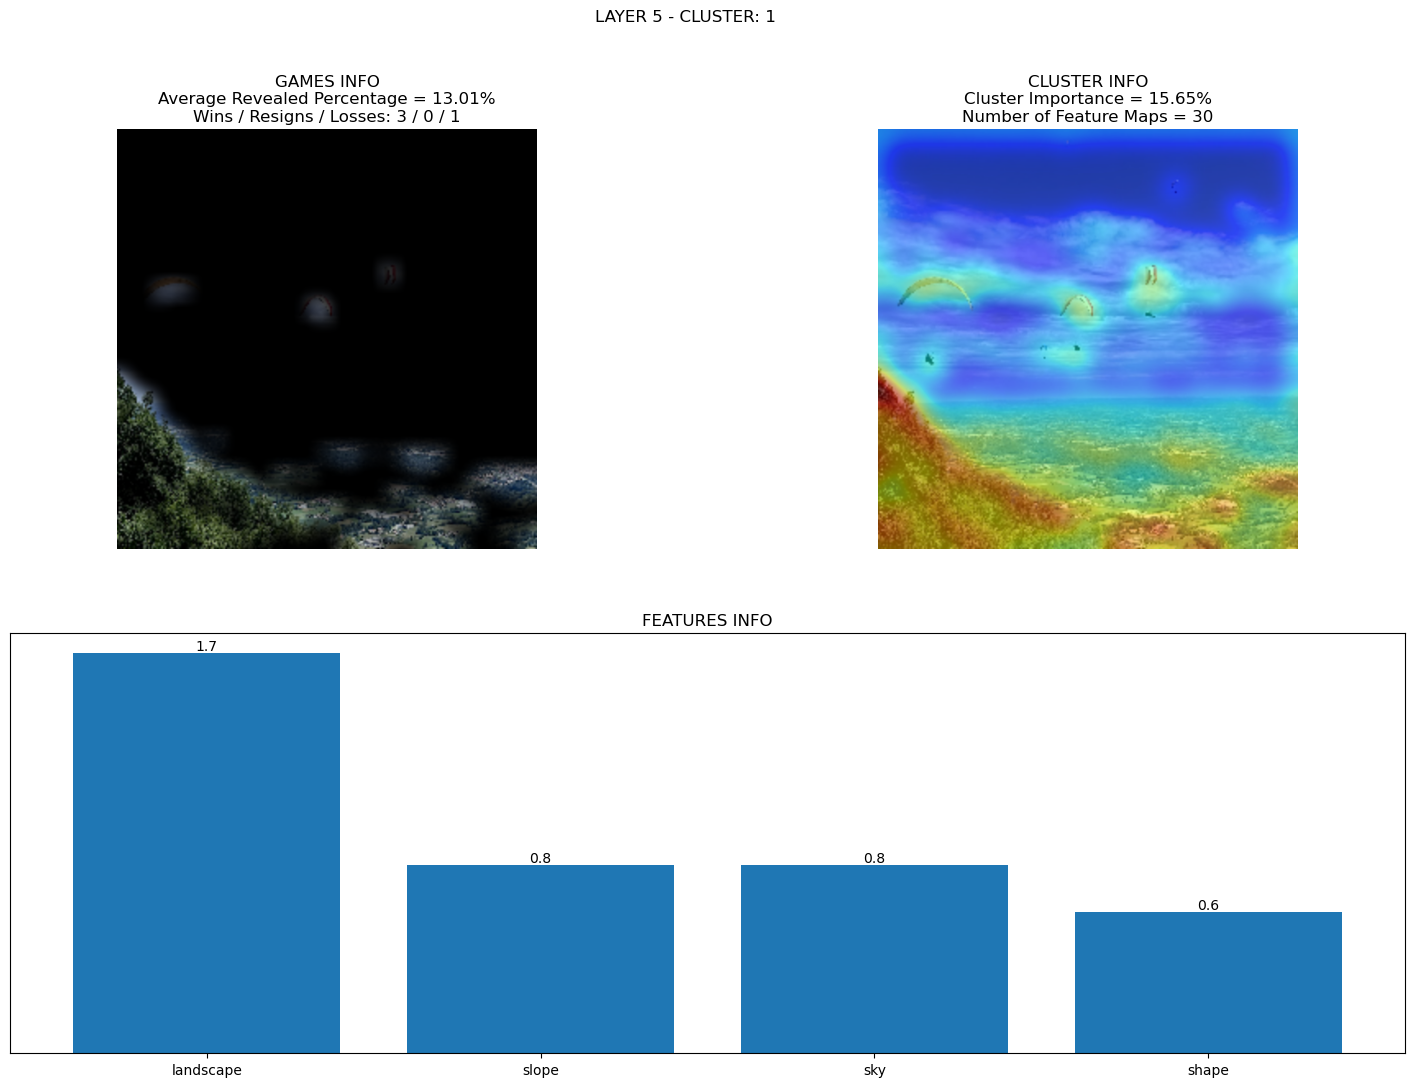 LAYER 5 - CLUSTER: 1
GAMES INFO
Average Revealed Percentage = 13.01%
Wins / Resigns / Losses: 3 / 0 / 1
CLUSTER INFO
Cluster Importance = 15.65%
Number of Feature Maps = 30
FEATURES INFO
1.7
0.8
0.8
0.6
landscape
slope
sky
shape